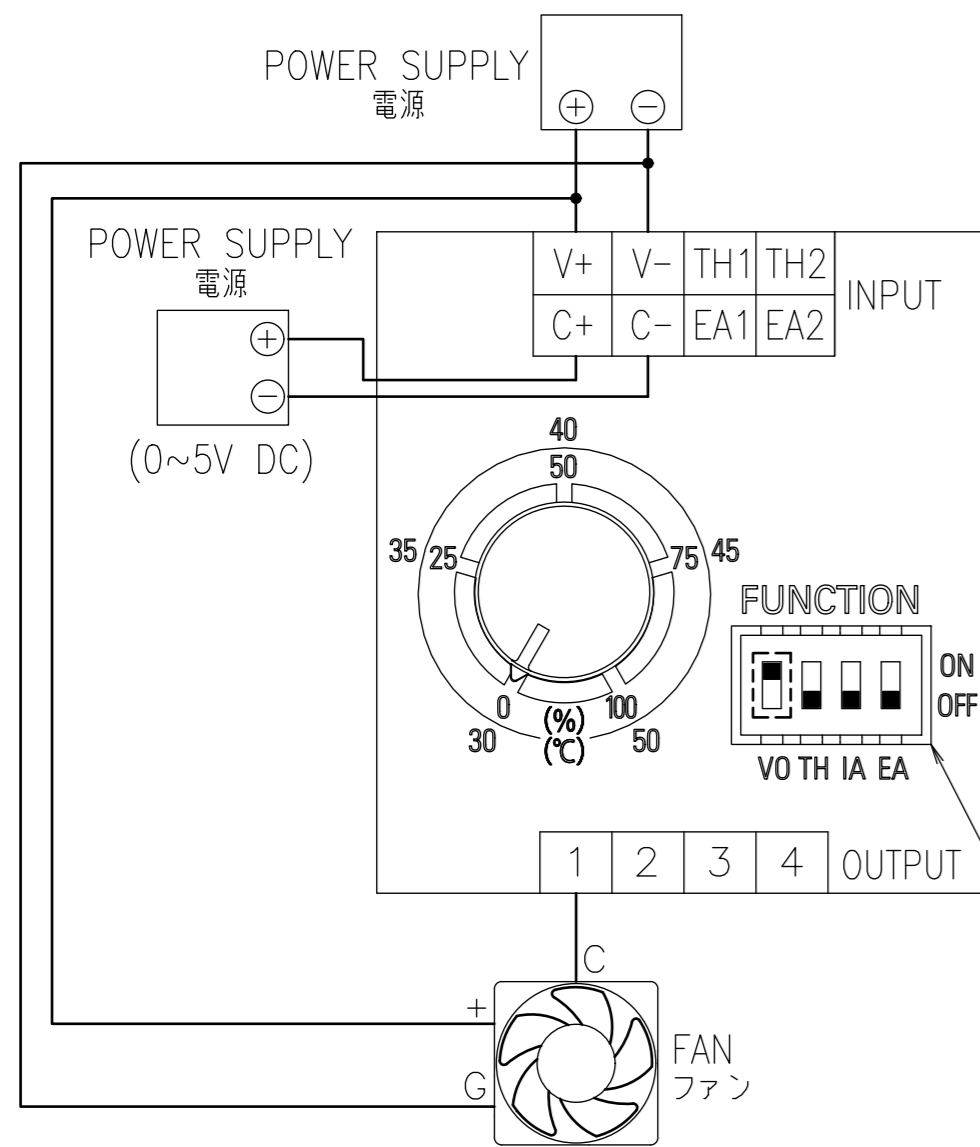 POWER SUPPLY
電源
⊕ ⊖
POWER SUPPLY
電源
⊕
⊖
(0~5V DC)
V+ V- TH1 TH2
C+ C- EA1 EA2
INPUT
40
50
35 25 75 45
0 (%) 100
30 (℃) 50
FUNCTION
ON
OFF
VO TH IA EA
1 2 3 4 OUTPUT
C
+
G
FAN
ファン